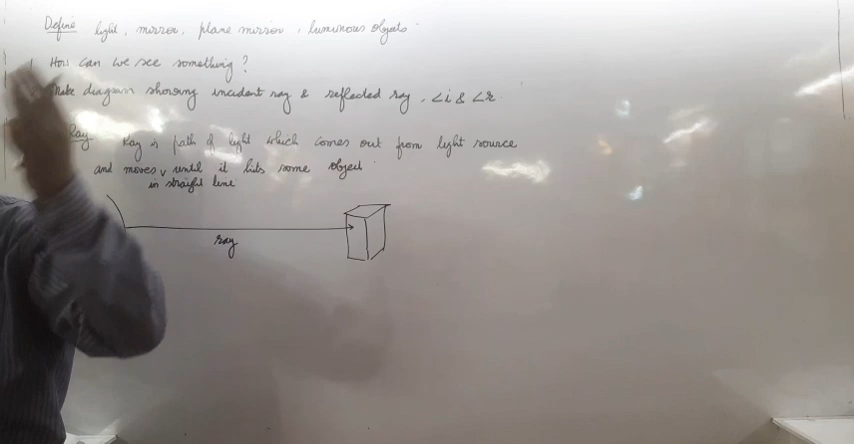 Define light, mirror, plane mirror, luminous objects
How can we see something?
Make diagram showing incident ray & reflected ray, ∠i & ∠r.
Ray Ray is path of light which comes out from light source
and moves until it hits some object.
in straight line
ray